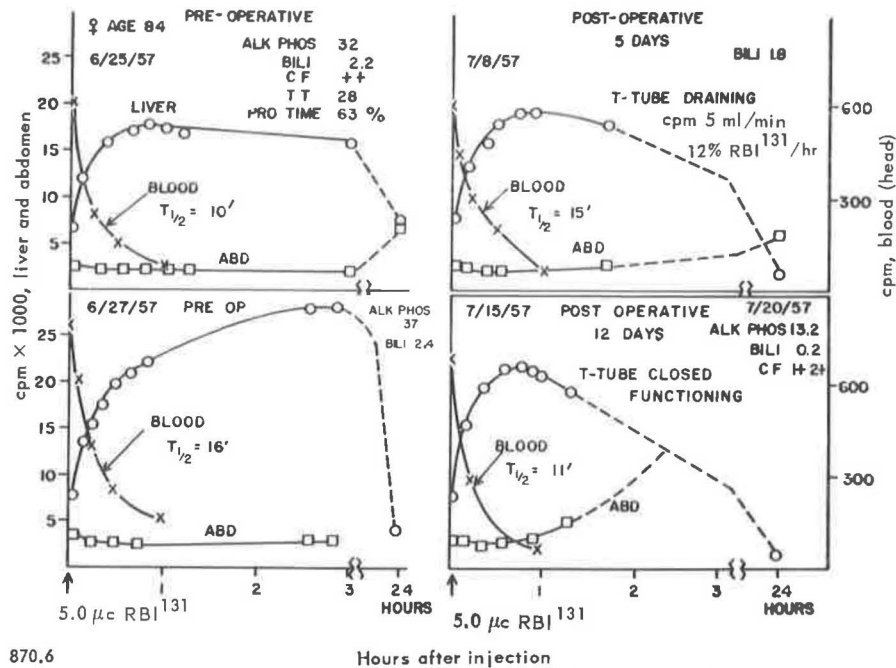 ♀ AGE 84
PRE-OPERATIVE
6/25/57
ALK PHOS 32
BILI 2.2
CF ++
TT 28
PRO TIME 63 %
LIVER
BLOOD
T1/2 = 10'
ABD
25
20
15
10
5
POST-OPERATIVE
5 DAYS
7/8/57
BILI 1.8
T-TUBE DRAINING
cpm 5 ml/min
12% RBI131/hr
BLOOD
T1/2 = 15'
ABD
600
300
cpm × 1000, liver and abdomen
cpm, blood (head)
6/27/57
PRE OP
ALK PHOS
37
BILI 2.4
BLOOD
T1/2 = 16'
ABD
25
20
15
10
5
1
2
3
24
HOURS
5.0 μc RBI131
7/15/57
POST OPERATIVE
12 DAYS
7/20/57
ALK PHOS 13.2
BILI 0.2
CF 1+ 2+
T-TUBE CLOSED
FUNCTIONING
BLOOD
T1/2 = 11'
ABD
600
300
1
2
3
24
HOURS
5.0 μc RBI131
870.6
Hours after injection